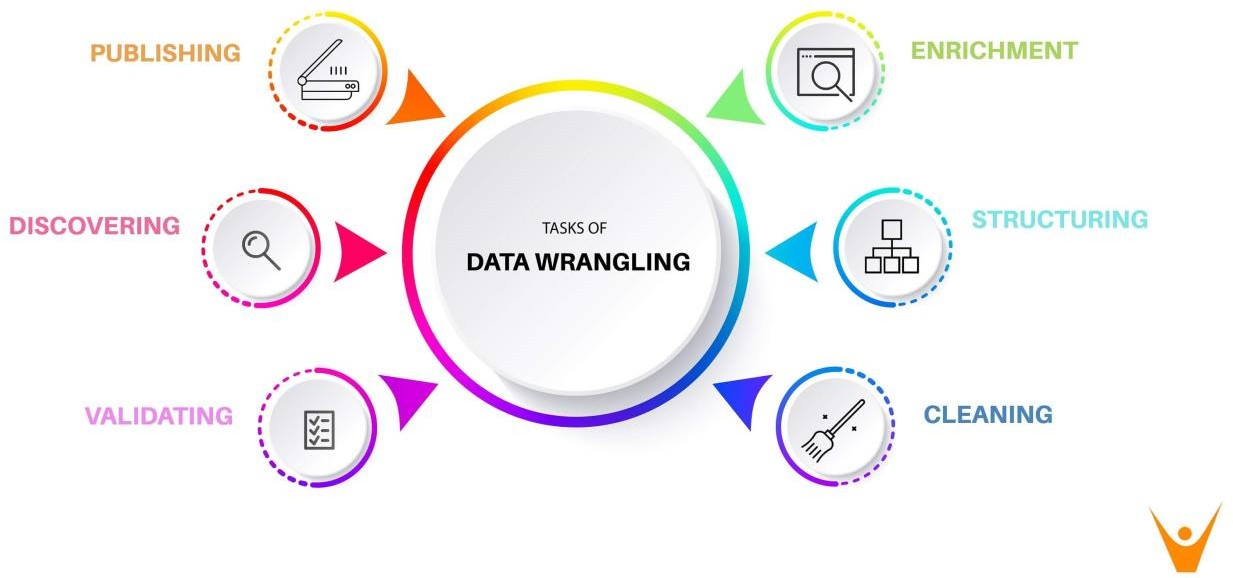 PUBLISHING
ENRICHMENT
DISCOVERING
STRUCTURING
TASKS OF
DATA WRANGLING
VALIDATING
CLEANING